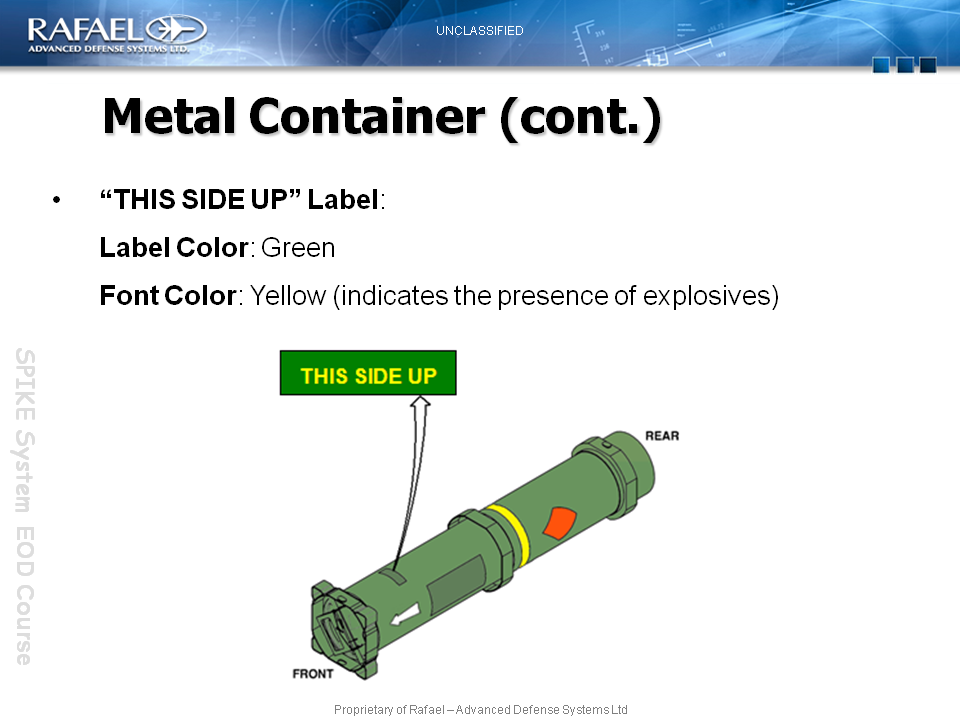 RAFAEL
ADVANCED DEFENSE SYSTEMS LTD.
UNCLASSIFIED
Metal Container (cont.)
• “THIS SIDE UP” Label:
Label Color: Green
Font Color: Yellow (indicates the presence of explosives)
THIS SIDE UP
REAR
FRONT
SPIKE System EOD Course
Proprietary of Rafael – Advanced Defense Systems Ltd